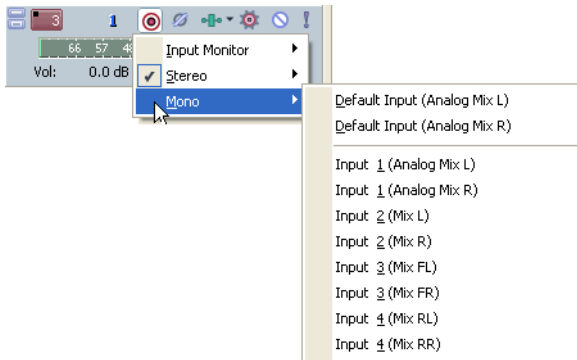 3 1
66 57 48
Vol: 0.0 dB
Input Monitor
Stereo
Mono
Default Input (Analog Mix L)
Default Input (Analog Mix R)
Input 1 (Analog Mix L)
Input 1 (Analog Mix R)
Input 2 (Mix L)
Input 2 (Mix R)
Input 3 (Mix FL)
Input 3 (Mix FR)
Input 4 (Mix RL)
Input 4 (Mix RR)